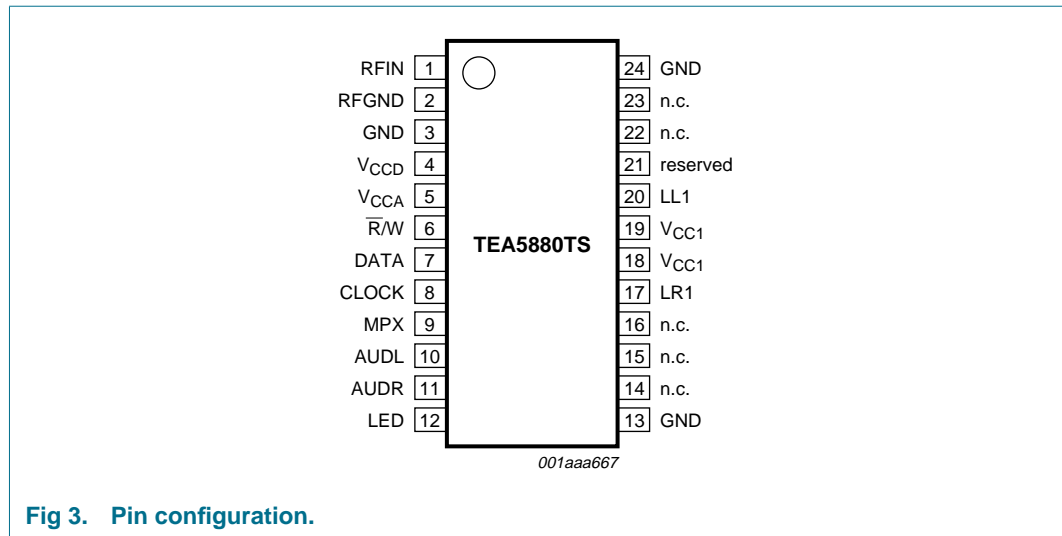 RFIN 1 24 GND
RFGND 2 23 n.c.
GND 3 22 n.c.
VCCD 4 21 reserved
VCCA 5 20 LL1
R̅/W 6 19 VCC1
TEA5880TS
DATA 7 18 VCC1
CLOCK 8 17 LR1
MPX 9 16 n.c.
AUDL 10 15 n.c.
AUDR 11 14 n.c.
LED 12 13 GND
001aaa667
Fig 3. Pin configuration.